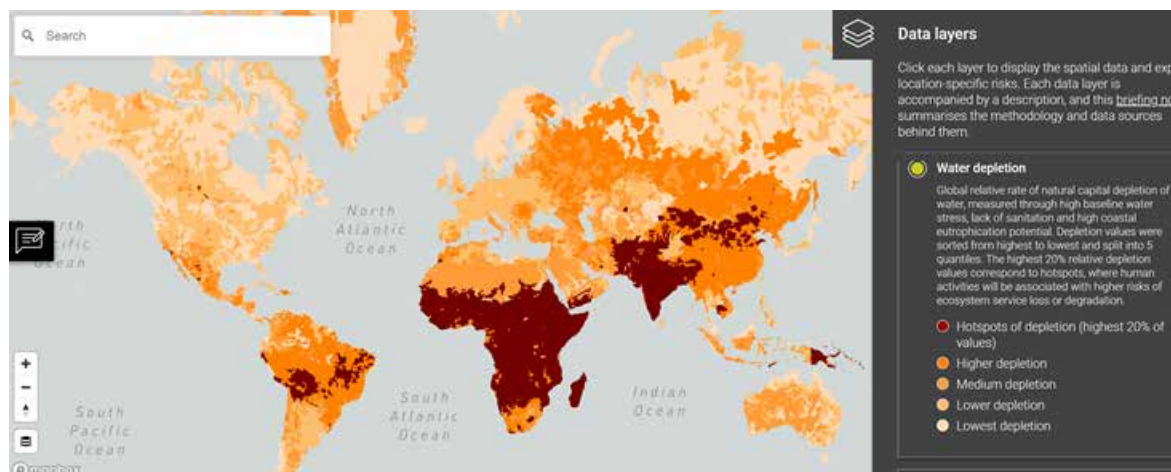 Search
Data layers
Click each layer to display the spatial data and exp
location-specific risks. Each data layer is
accompanied by a description, and this briefing no
summarises the methodology and data sources
behind them.
Water depletion
Global relative rate of natural capital depletion of
water, measured through high baseline water
stress, lack of sanitation and high coastal
eutrophication potential. Depletion values were
sorted from highest to lowest and split into 5
quantiles. The highest 20% relative depletion
values correspond to hotspots, where human
activities will be associated with higher risks of
ecosystem service loss or degradation.
Hotspots of depletion (highest 20% of
values)
Higher depletion
Medium depletion
Lower depletion
Lowest depletion
North
Atlantic
Ocean
rth
cific
cean
South
Pacific
Ocean
South
Atlantic
Ocean
Indian
Ocean
mapbox